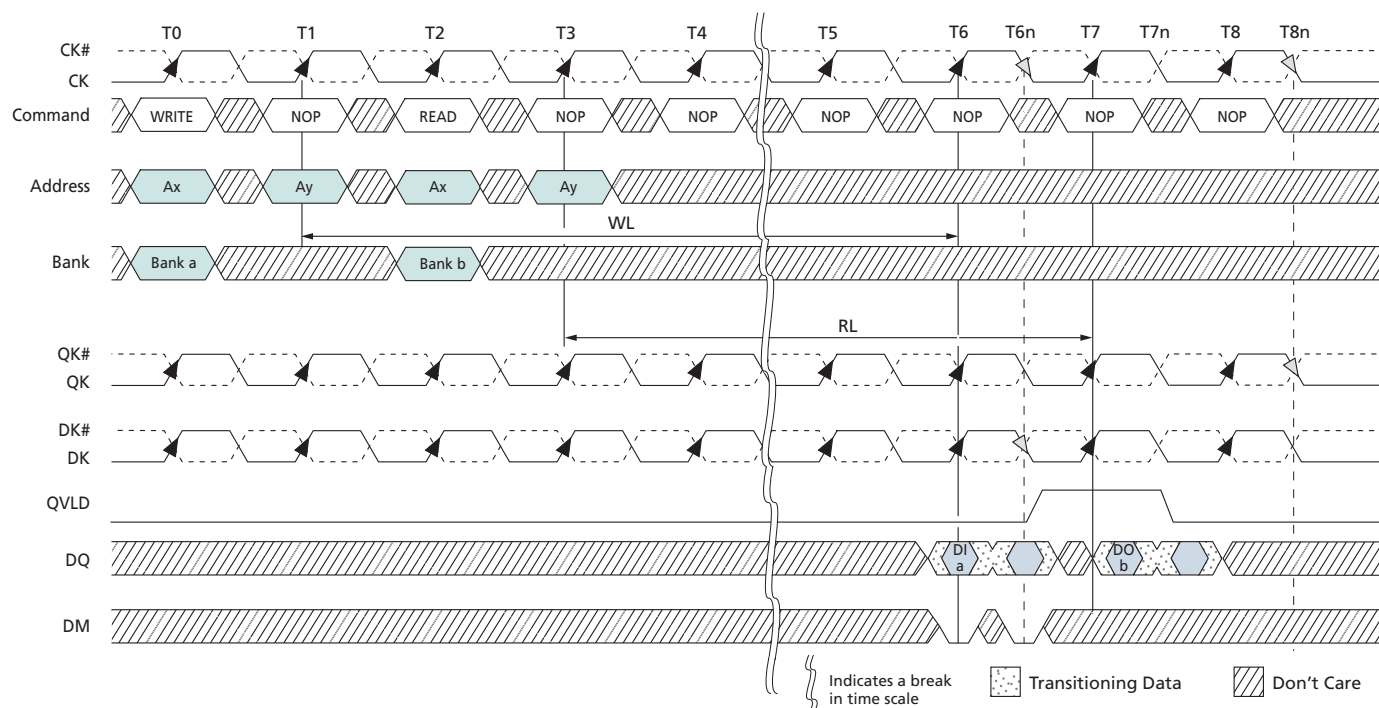 T0 T1 T2 T3 T4 T5 T6 T6n T7 T7n T8 T8n
CK#
CK
Command WRITE NOP READ NOP NOP NOP NOP NOP NOP
Address Ax Ay Ax Ay
WL
Bank Bank a Bank b
RL
QK#
QK
DK#
DK
QVLD
DQ DI a DO b
DM
Indicates a break in time scale
Transitioning Data
Don't Care